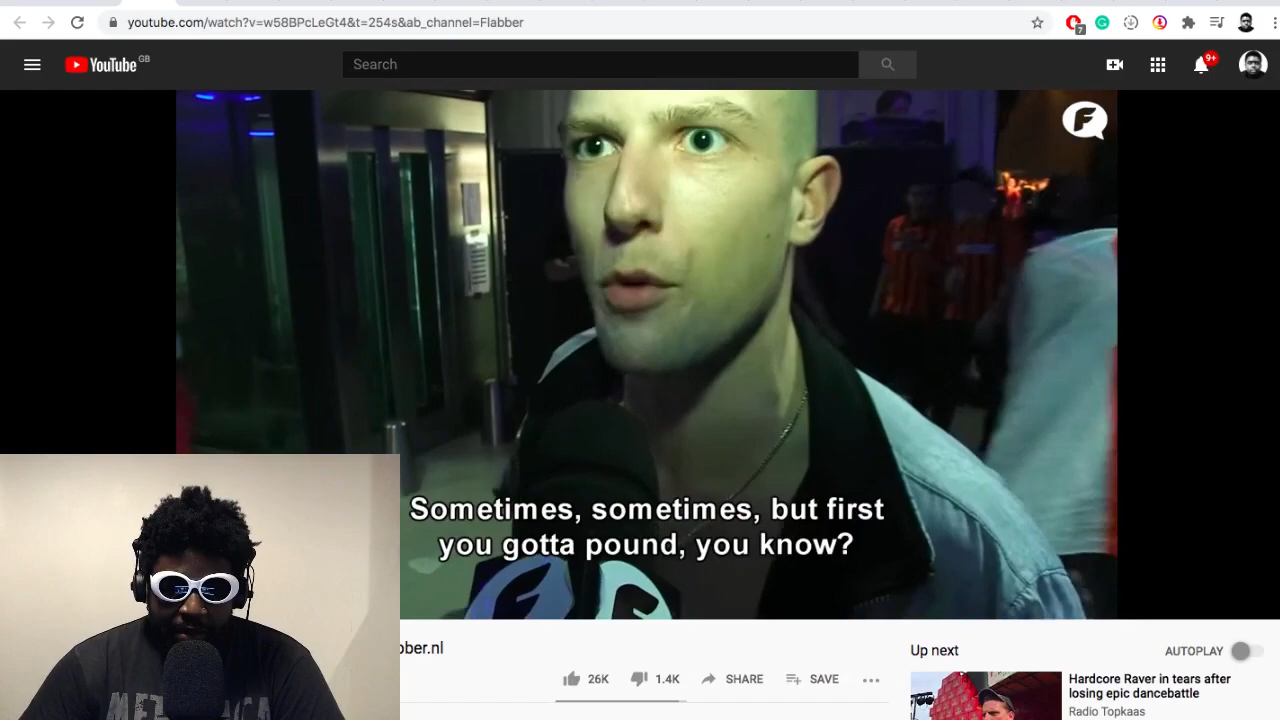 youtube.com/watch?v=w58BPcLeGt4&t=254s&ab_channel=Flabber
7
YouTube GB
Search
9+
F
Sometimes, sometimes, but first
you gotta pound, you know?
F F
ber.nl
26K 1.4K SHARE SAVE
Up next AUTOPLAY
Hardcore Raver in tears after
losing epic dancebattle
Radio Topkaas